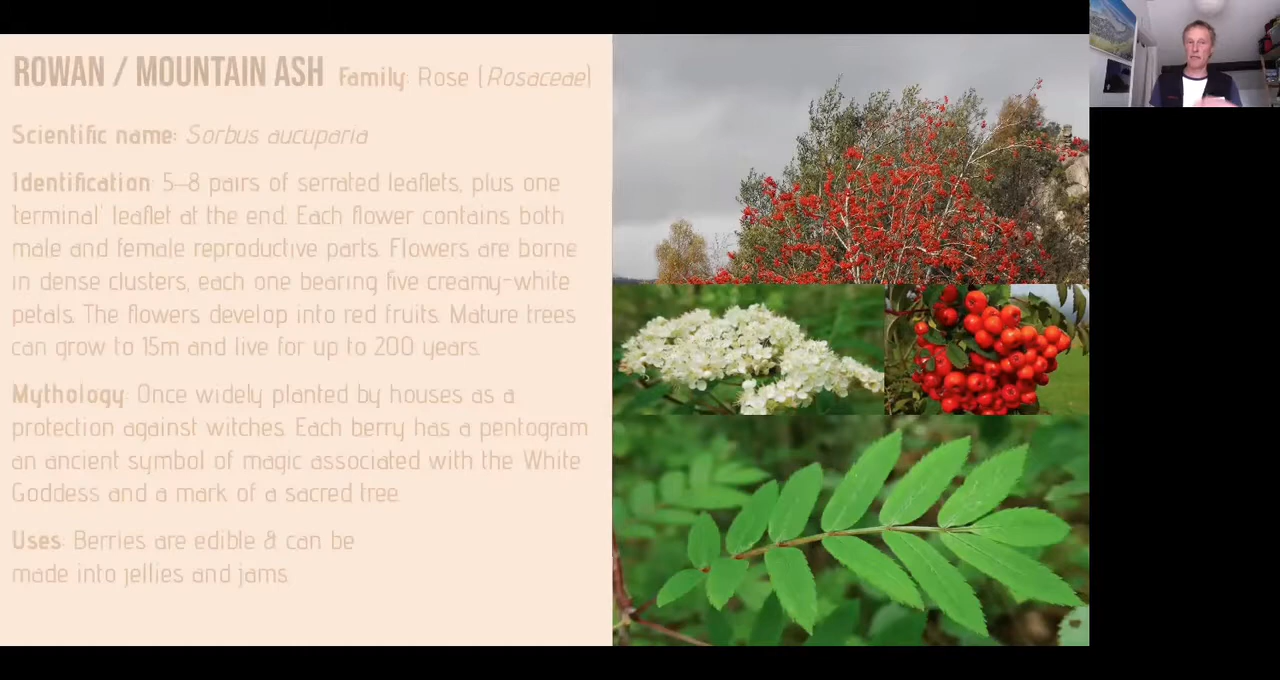 ROWAN / MOUNTAIN ASH Family: Rose (Rosaceae)
Scientific name: Sorbus aucuparia
Identification: 5–8 pairs of serrated leaflets, plus one
'terminal' leaflet at the end. Each flower contains both
male and female reproductive parts. Flowers are borne
in dense clusters, each one bearing five creamy-white
petals. The flowers develop into red fruits. Mature trees
can grow to 15m and live for up to 200 years.
Mythology: Once widely planted by houses as a
protection against witches. Each berry has a pentogram
an ancient symbol of magic associated with the White
Goddess and a mark of a sacred tree
Uses: Berries are edible & can be
made into jellies and jams.